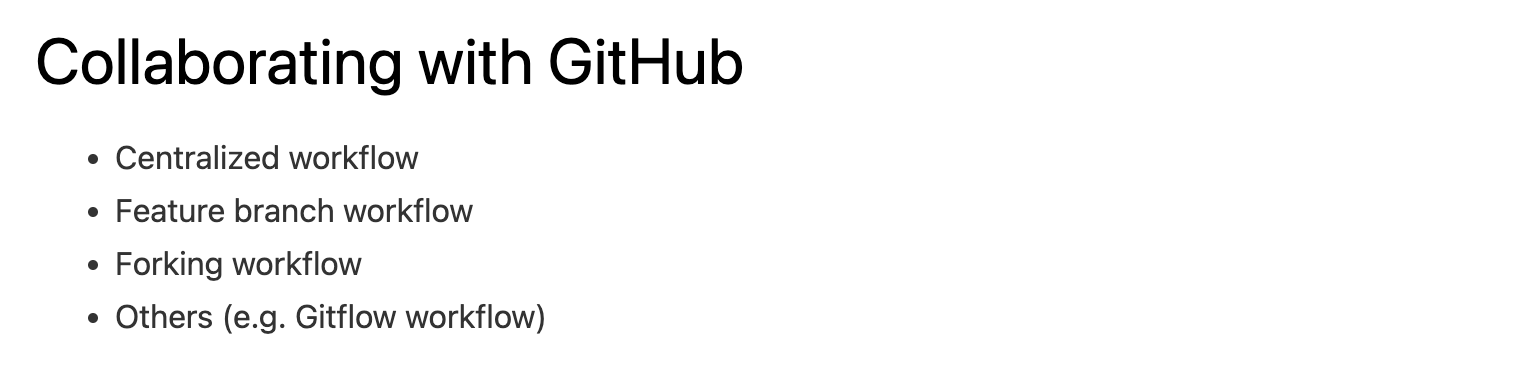 Collaborating with GitHub
• Centralized workflow
• Feature branch workflow
• Forking workflow
• Others (e.g. Gitflow workflow)